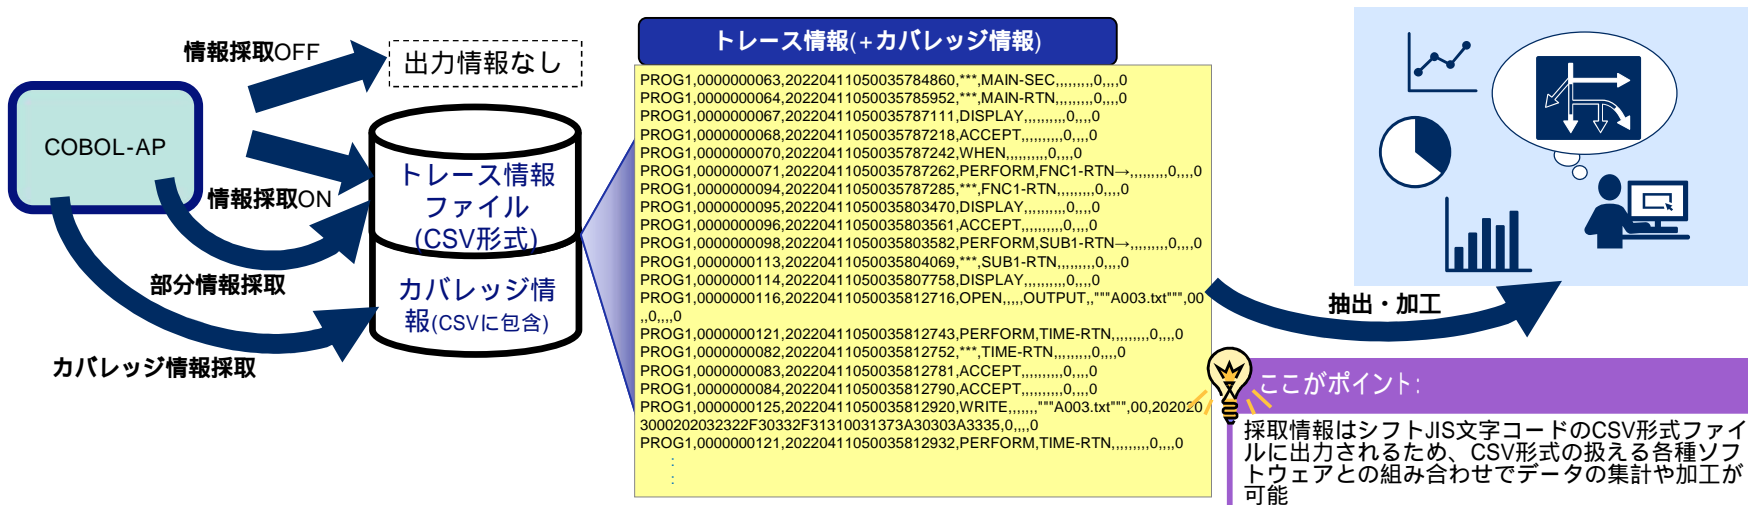 情報採取OFF
出力情報なし
COBOL-AP
情報採取ON
部分情報採取
カバレッジ情報採取
トレース情報
ファイル
(CSV形式)
カバレッジ情
報(CSVに包含)
トレース情報(+カバレッジ情報)
PROG1,0000000063,20220411050035784860,***,MAIN-SEC,,,,,,,,,0,,,,0
PROG1,0000000064,20220411050035785952,***,MAIN-RTN,,,,,,,,,0,,,,0
PROG1,0000000067,20220411050035787111,DISPLAY,,,,,,,,,,0,,,,0
PROG1,0000000068,20220411050035787218,ACCEPT,,,,,,,,,,0,,,,0
PROG1,0000000070,20220411050035787242,WHEN,,,,,,,,,,0,,,,0
PROG1,0000000071,20220411050035787262,PERFORM,FNC1-RTN→,,,,,,,,,0,,,,0
PROG1,0000000094,20220411050035787285,***,FNC1-RTN,,,,,,,,,0,,,,0
PROG1,0000000095,20220411050035803470,DISPLAY,,,,,,,,,,0,,,,0
PROG1,0000000096,20220411050035803561,ACCEPT,,,,,,,,,,0,,,,0
PROG1,0000000098,20220411050035803582,PERFORM,SUB1-RTN→,,,,,,,,,0,,,,0
PROG1,0000000113,20220411050035804069,***,SUB1-RTN,,,,,,,,,0,,,,0
PROG1,0000000114,20220411050035807758,DISPLAY,,,,,,,,,,0,,,,0
PROG1,0000000116,20220411050035812716,OPEN,,,,,OUTPUT,,"""A003.txt""",00
,,0,,,,0
PROG1,0000000121,20220411050035812743,PERFORM,TIME-RTN,,,,,,,,,0,,,,0
PROG1,0000000082,20220411050035812752,***,TIME-RTN,,,,,,,,,0,,,,0
PROG1,0000000083,20220411050035812781,ACCEPT,,,,,,,,,,0,,,,0
PROG1,0000000084,20220411050035812790,ACCEPT,,,,,,,,,,0,,,,0
PROG1,0000000125,20220411050035812920,WRITE,,,,,,,"""A003.txt""",00,202020
3000202032322F30332F31310031373A30303A3335,0,,,,0
PROG1,0000000121,20220411050035812932,PERFORM,TIME-RTN,,,,,,,,,0,,,,0
:
:
抽出・加工
ここがポイント:
採取情報はシフトJIS文字コードのCSV形式ファイ
ルに出力されるため、CSV形式の扱える各種ソフ
トウェアとの組み合わせでデータの集計や加工が
可能